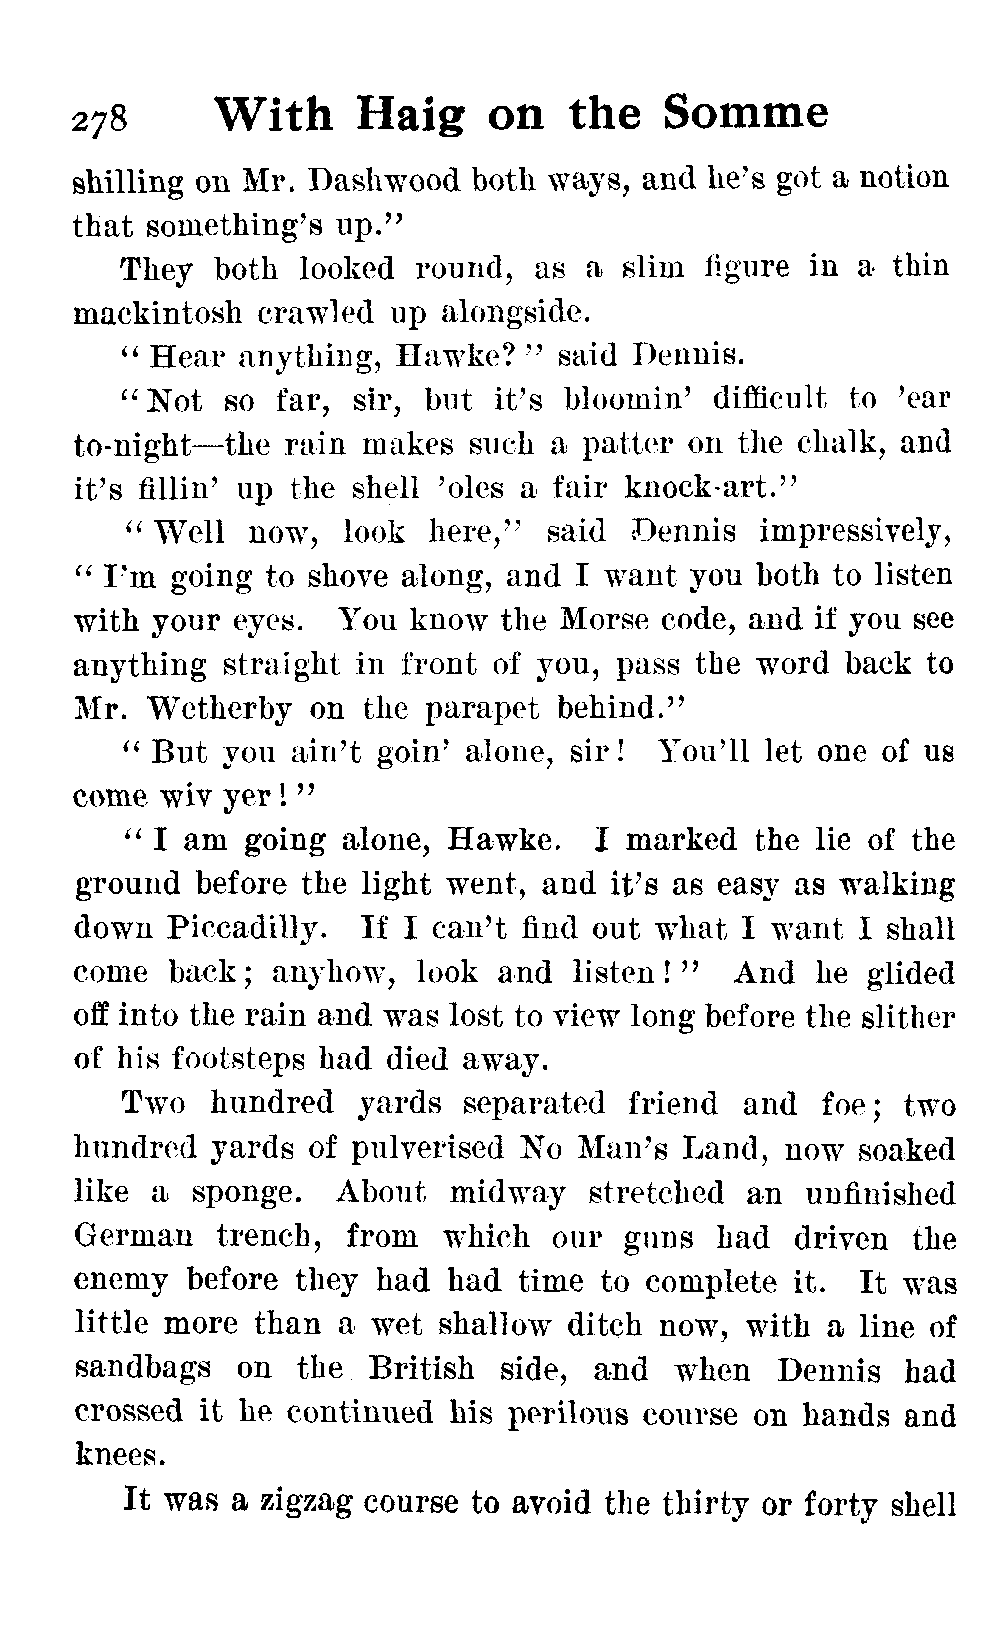 278 With Haig on the Somme
shilling on Mr. Dashwood both ways, and he's got a notion
that something's up."
They both looked round, as a slim figure in a thin
mackintosh crawled up alongside.
"Hear anything, Hawke?" said Dennis.
"Not so far, sir, but it's bloomin' difficult to 'ear
to-night—the rain makes such a patter on the chalk, and
it's fillin' up the shell 'oles a fair knock-art."
"Well now, look here," said Dennis impressively,
"I'm going to shove along, and I want you both to listen
with your eyes. You know the Morse code, and if you see
anything straight in front of you, pass the word back to
Mr. Wetherby on the parapet behind."
"But you ain't goin' alone, sir! You'll let one of us
come wiv yer!"
"I am going alone, Hawke. I marked the lie of the
ground before the light went, and it's as easy as walking
down Piccadilly. If I can't find out what I want I shall
come back; anyhow, look and listen!" And he glided
off into the rain and was lost to view long before the slither
of his footsteps had died away.
Two hundred yards separated friend and foe; two
hundred yards of pulverised No Man's Land, now soaked
like a sponge. About midway stretched an unfinished
German trench, from which our guns had driven the
enemy before they had had time to complete it. It was
little more than a wet shallow ditch now, with a line of
sandbags on the British side, and when Dennis had
crossed it he continued his perilous course on hands and
knees.
It was a zigzag course to avoid the thirty or forty shell